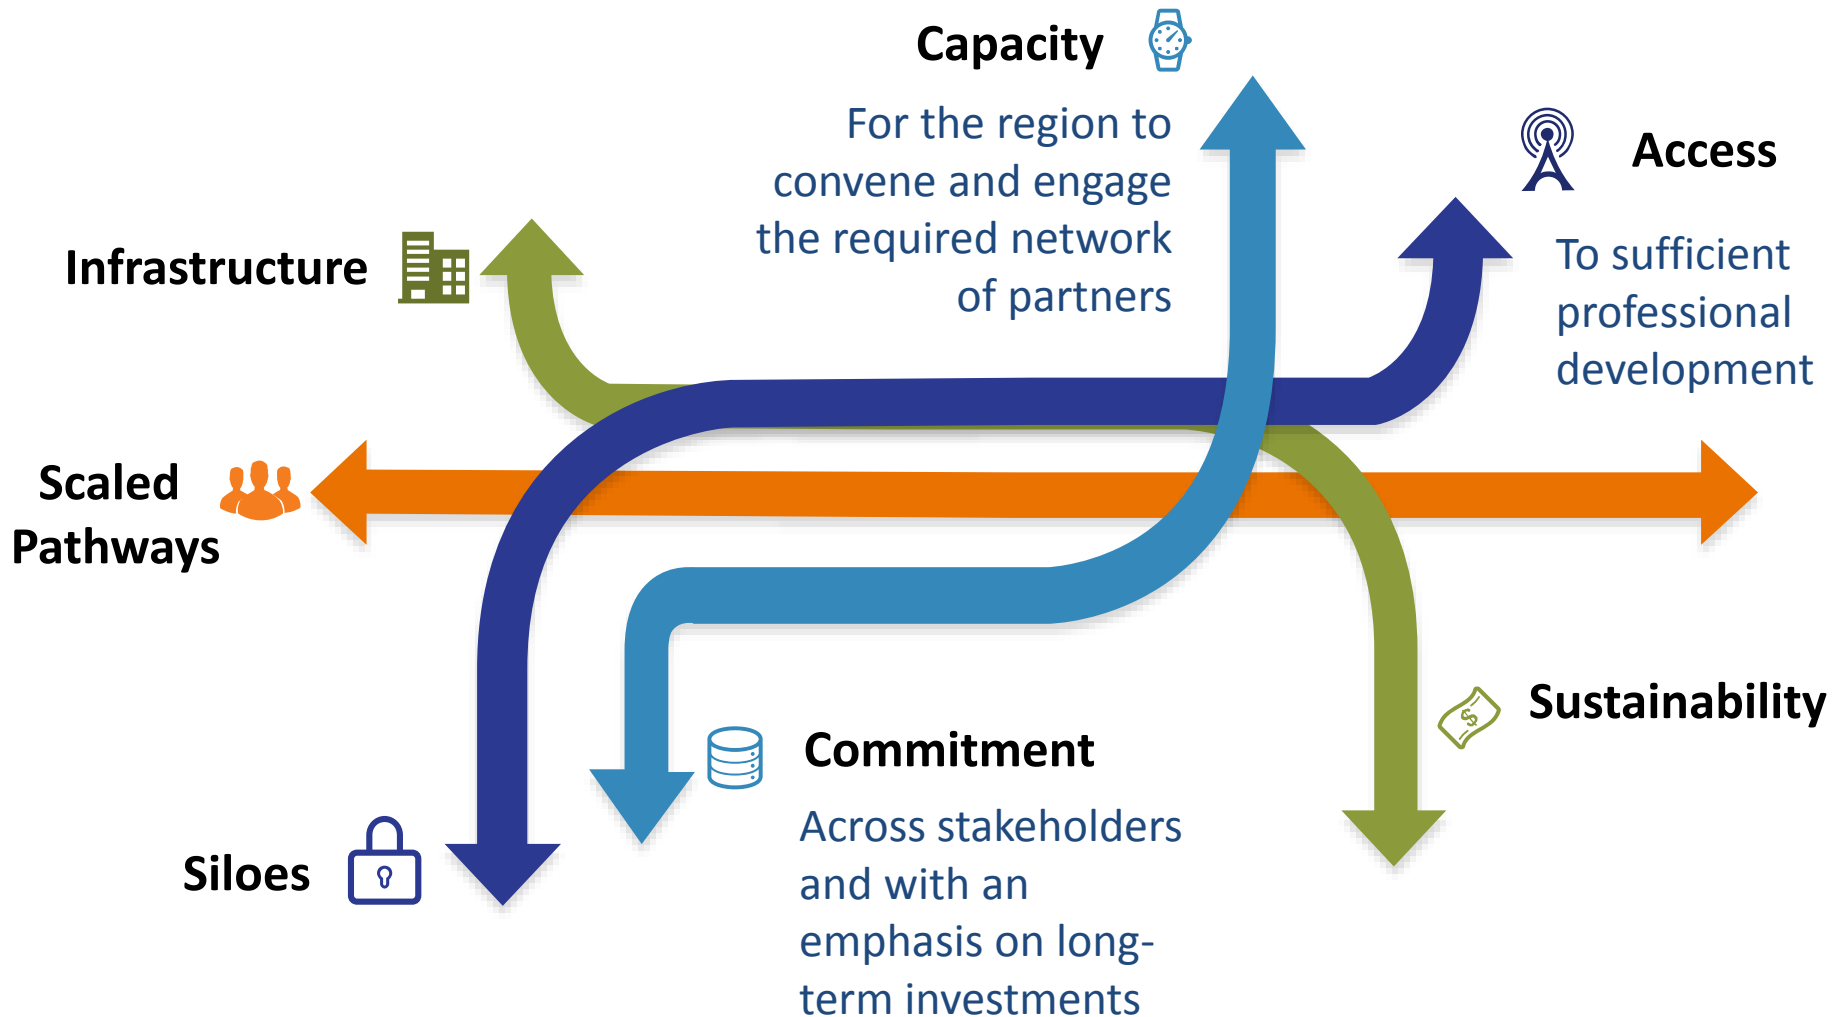 Capacity
For the region to
convene and engage
the required network
of partners
Access
To sufficient
professional
development
Infrastructure
Scaled
Pathways
Sustainability
$
Commitment
Across stakeholders
and with an
emphasis on long-
term investments
Siloes